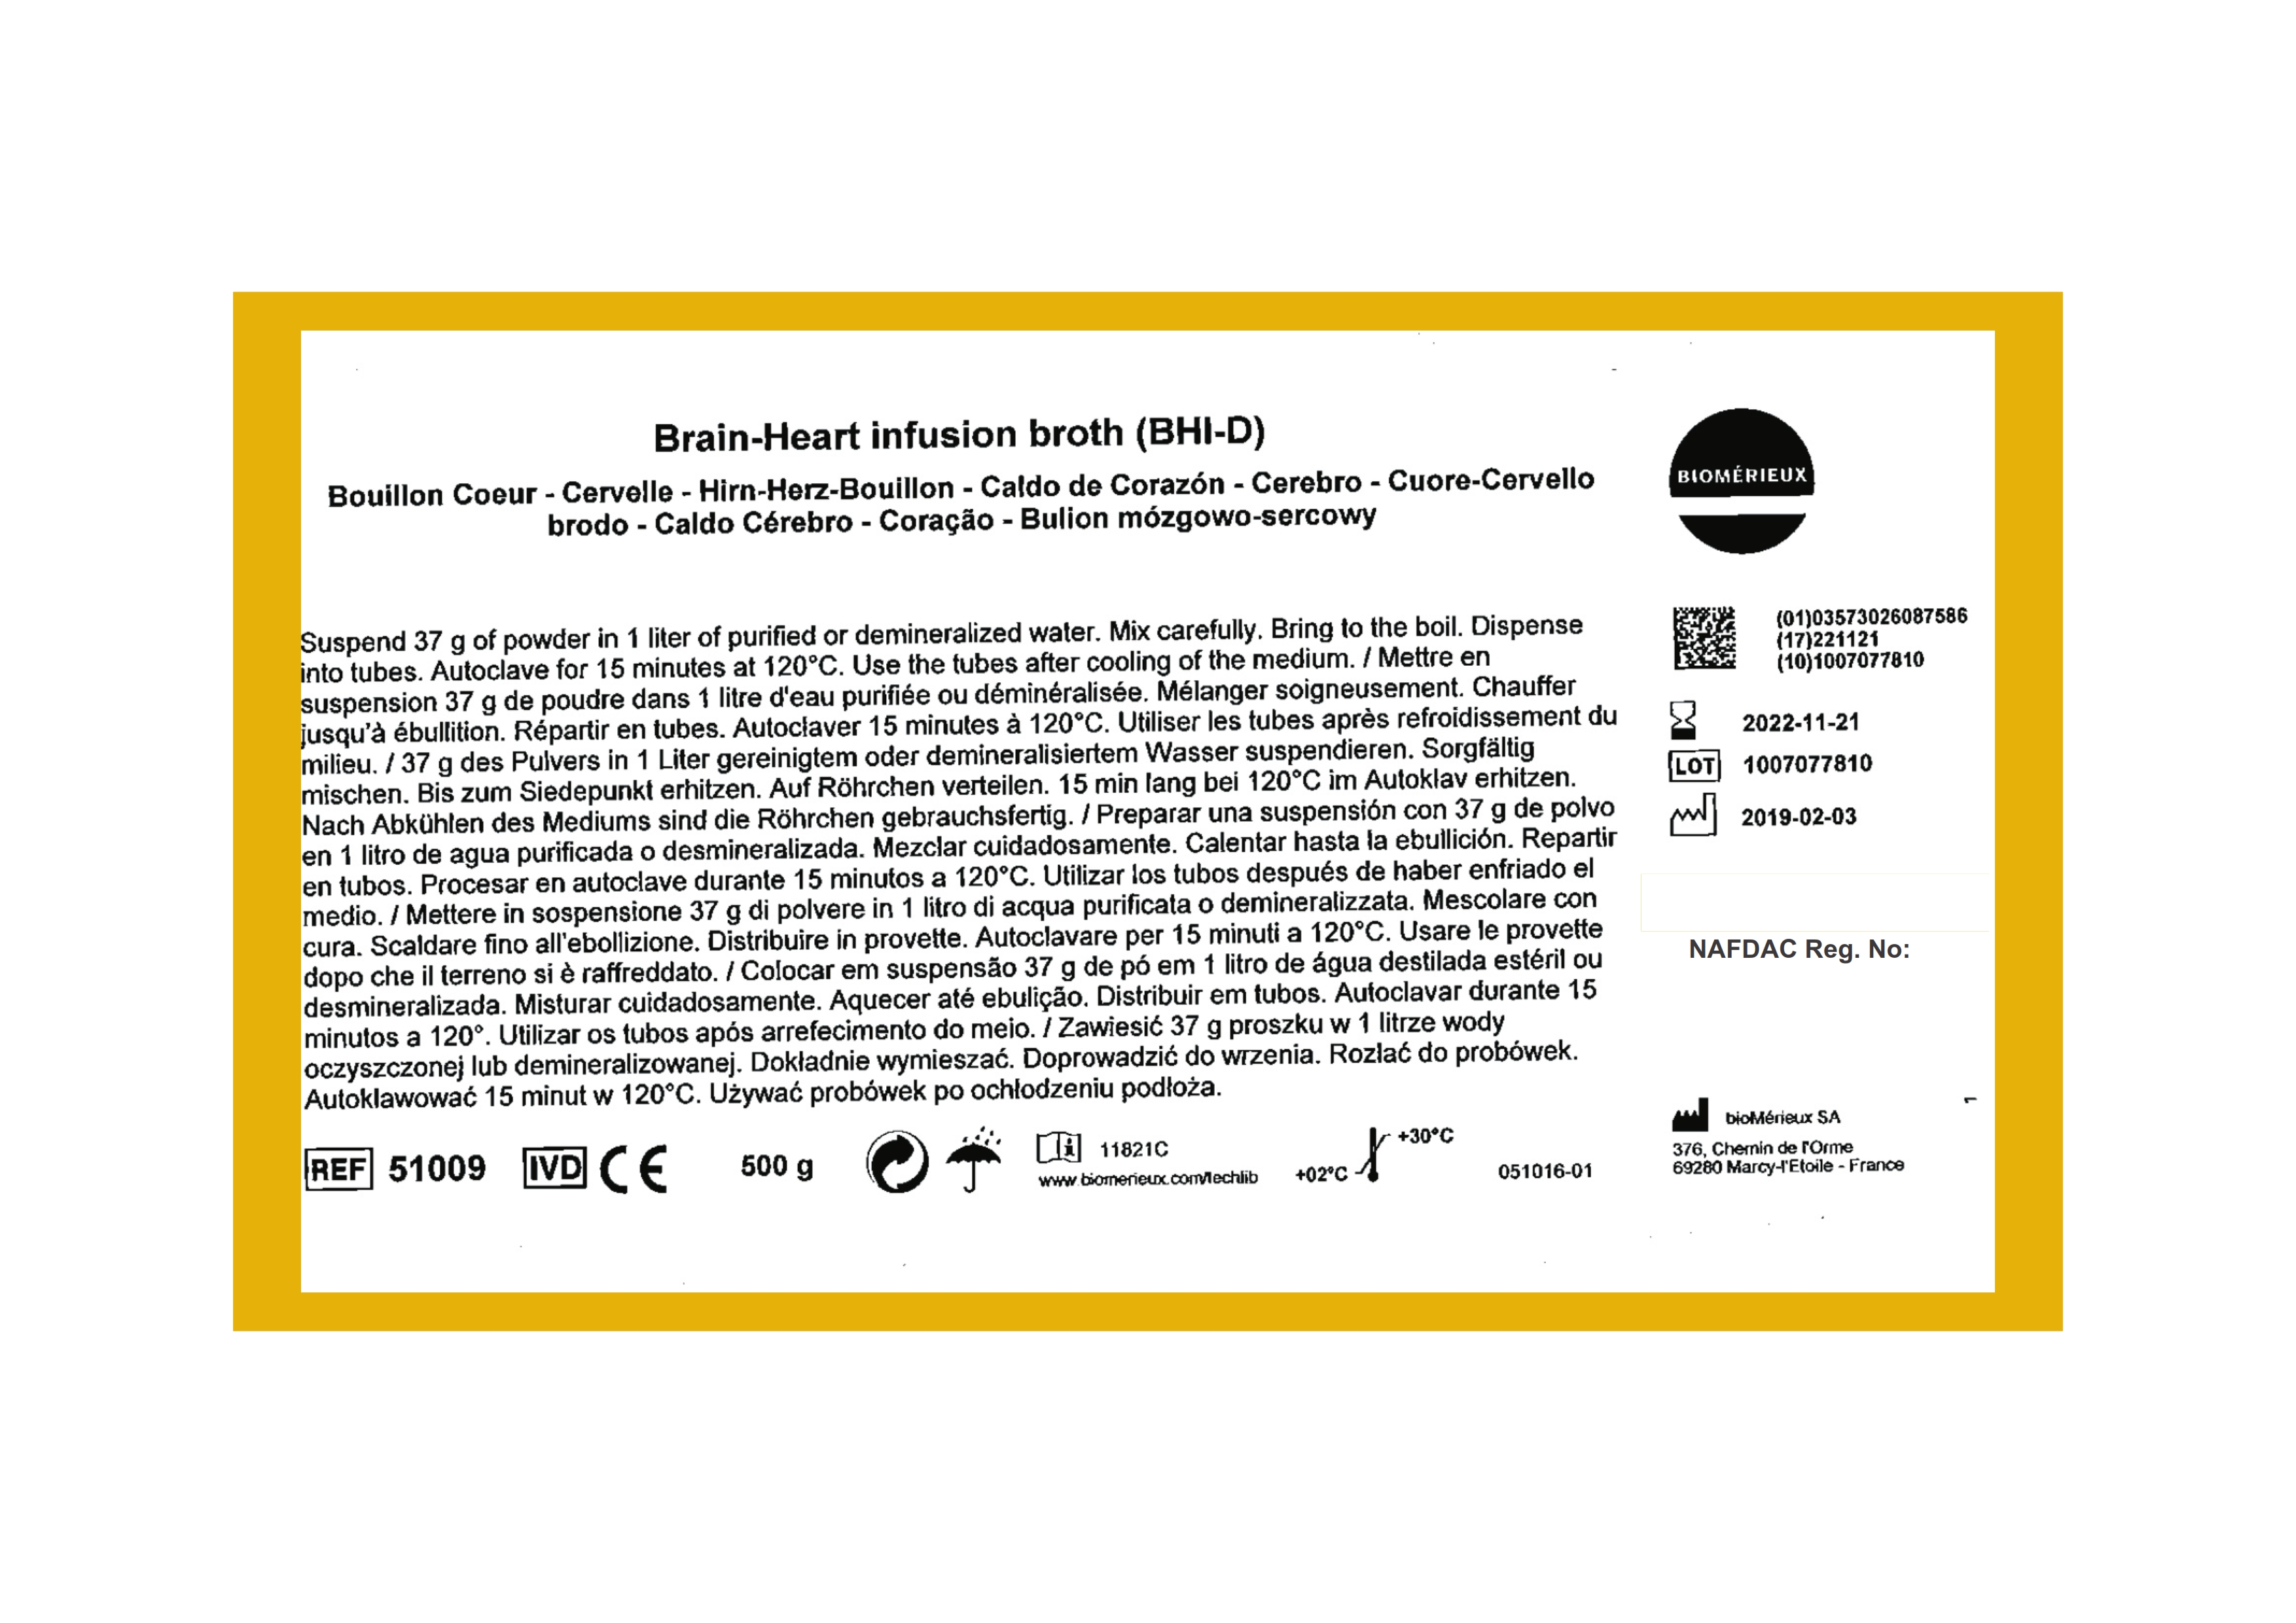 Brain-Heart infusion broth (BHI-D)
Bouillon Coeur - Cervelle - Hirn-Herz-Bouillon - Caldo de Corazón - Cerebro - Cuore-Cervello
brodo - Caldo Cérebro - Coração - Bulion mózgowo-sercowy
BIOMÉRIEUX
Suspend 37 g of powder in 1 liter of purified or demineralized water. Mix carefully. Bring to the boil. Dispense
into tubes. Autoclave for 15 minutes at 120°C. Use the tubes after cooling of the medium. / Mettre en
suspension 37 g de poudre dans 1 litre d'eau purifiée ou déminéralisée. Mélanger soigneusement. Chauffer
jusqu'à ébullition. Répartir en tubes. Autoclaver 15 minutes à 120°C. Utiliser les tubes après refroidissement du
milieu. / 37 g des Pulvers in 1 Liter gereinigtem oder demineralisiertem Wasser suspendieren. Sorgfältig
mischen. Bis zum Siedepunkt erhitzen. Auf Röhrchen verteilen. 15 min lang bei 120°C im Autoklav erhitzen.
Nach Abkühlen des Mediums sind die Röhrchen gebrauchsfertig. / Preparar una suspensión con 37 g de polvo
en 1 litro de agua purificada o desmineralizada. Mezclar cuidadosamente. Calentar hasta la ebullición. Repartir
en tubos. Procesar en autoclave durante 15 minutos a 120°C. Utilizar los tubos después de haber enfriado el
medio. / Mettere in sospensione 37 g di polvere in 1 litro di acqua purificata o demineralizzata. Mescolare con
cura. Scaldare fino all'ebollizione. Distribuire in provette. Autoclavare per 15 minuti a 120°C. Usare le provette
dopo che il terreno si è raffreddato. / Colocar em suspensão 37 g de pó em 1 litro de água destilada estéril ou
desmineralizada. Misturar cuidadosamente. Aquecer até ebulição. Distribuir em tubos. Autoclavar durante 15
minutos a 120°. Utilizar os tubos após arrefecimento do meio. / Zawiesić 37 g proszku w 1 litrze wody
oczyszczonej lub demineralizowanej. Dokładnie wymieszać. Doprowadzić do wrzenia. Rozlać do probówek.
Autoklawować 15 minut w 120°C. Używać probówek po ochłodzeniu podłoża.
(01)03573026087586
(17)221121
(10)1007077810
2022-11-21
LOT 1007077810
2019-02-03
NAFDAC Reg. No:
REF 51009 IVD CE 500 g
i 11821C
www.biomerieux.com/techlib
+02°C +30°C
051016-01
bioMérieux SA
376, Chemin de l'Orme
69280 Marcy-l'Etoile - France
1